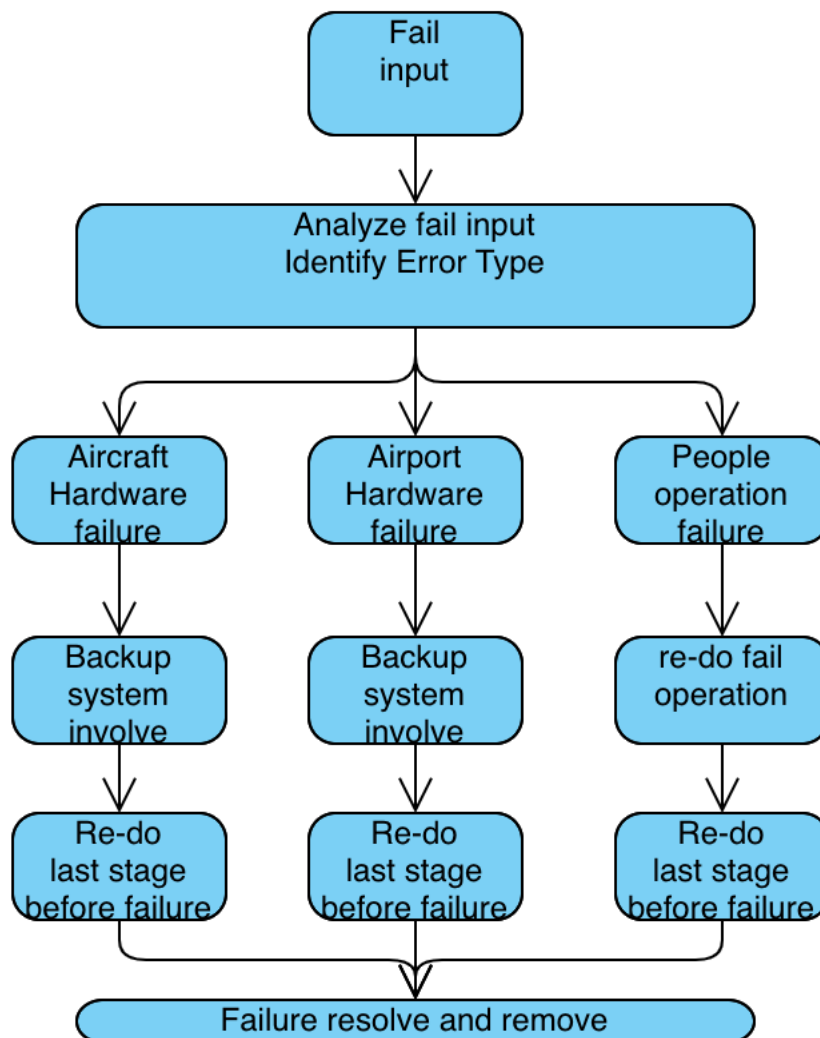 Fail
input
Analyze fail input
Identify Error Type
Aircraft
Hardware
failure
Airport
Hardware
failure
People
operation
failure
Backup
system
involve
Backup
system
involve
re-do fail
operation
Re-do
last stage
before failure
Re-do
last stage
before failure
Re-do
last stage
before failure
Failure resolve and remove